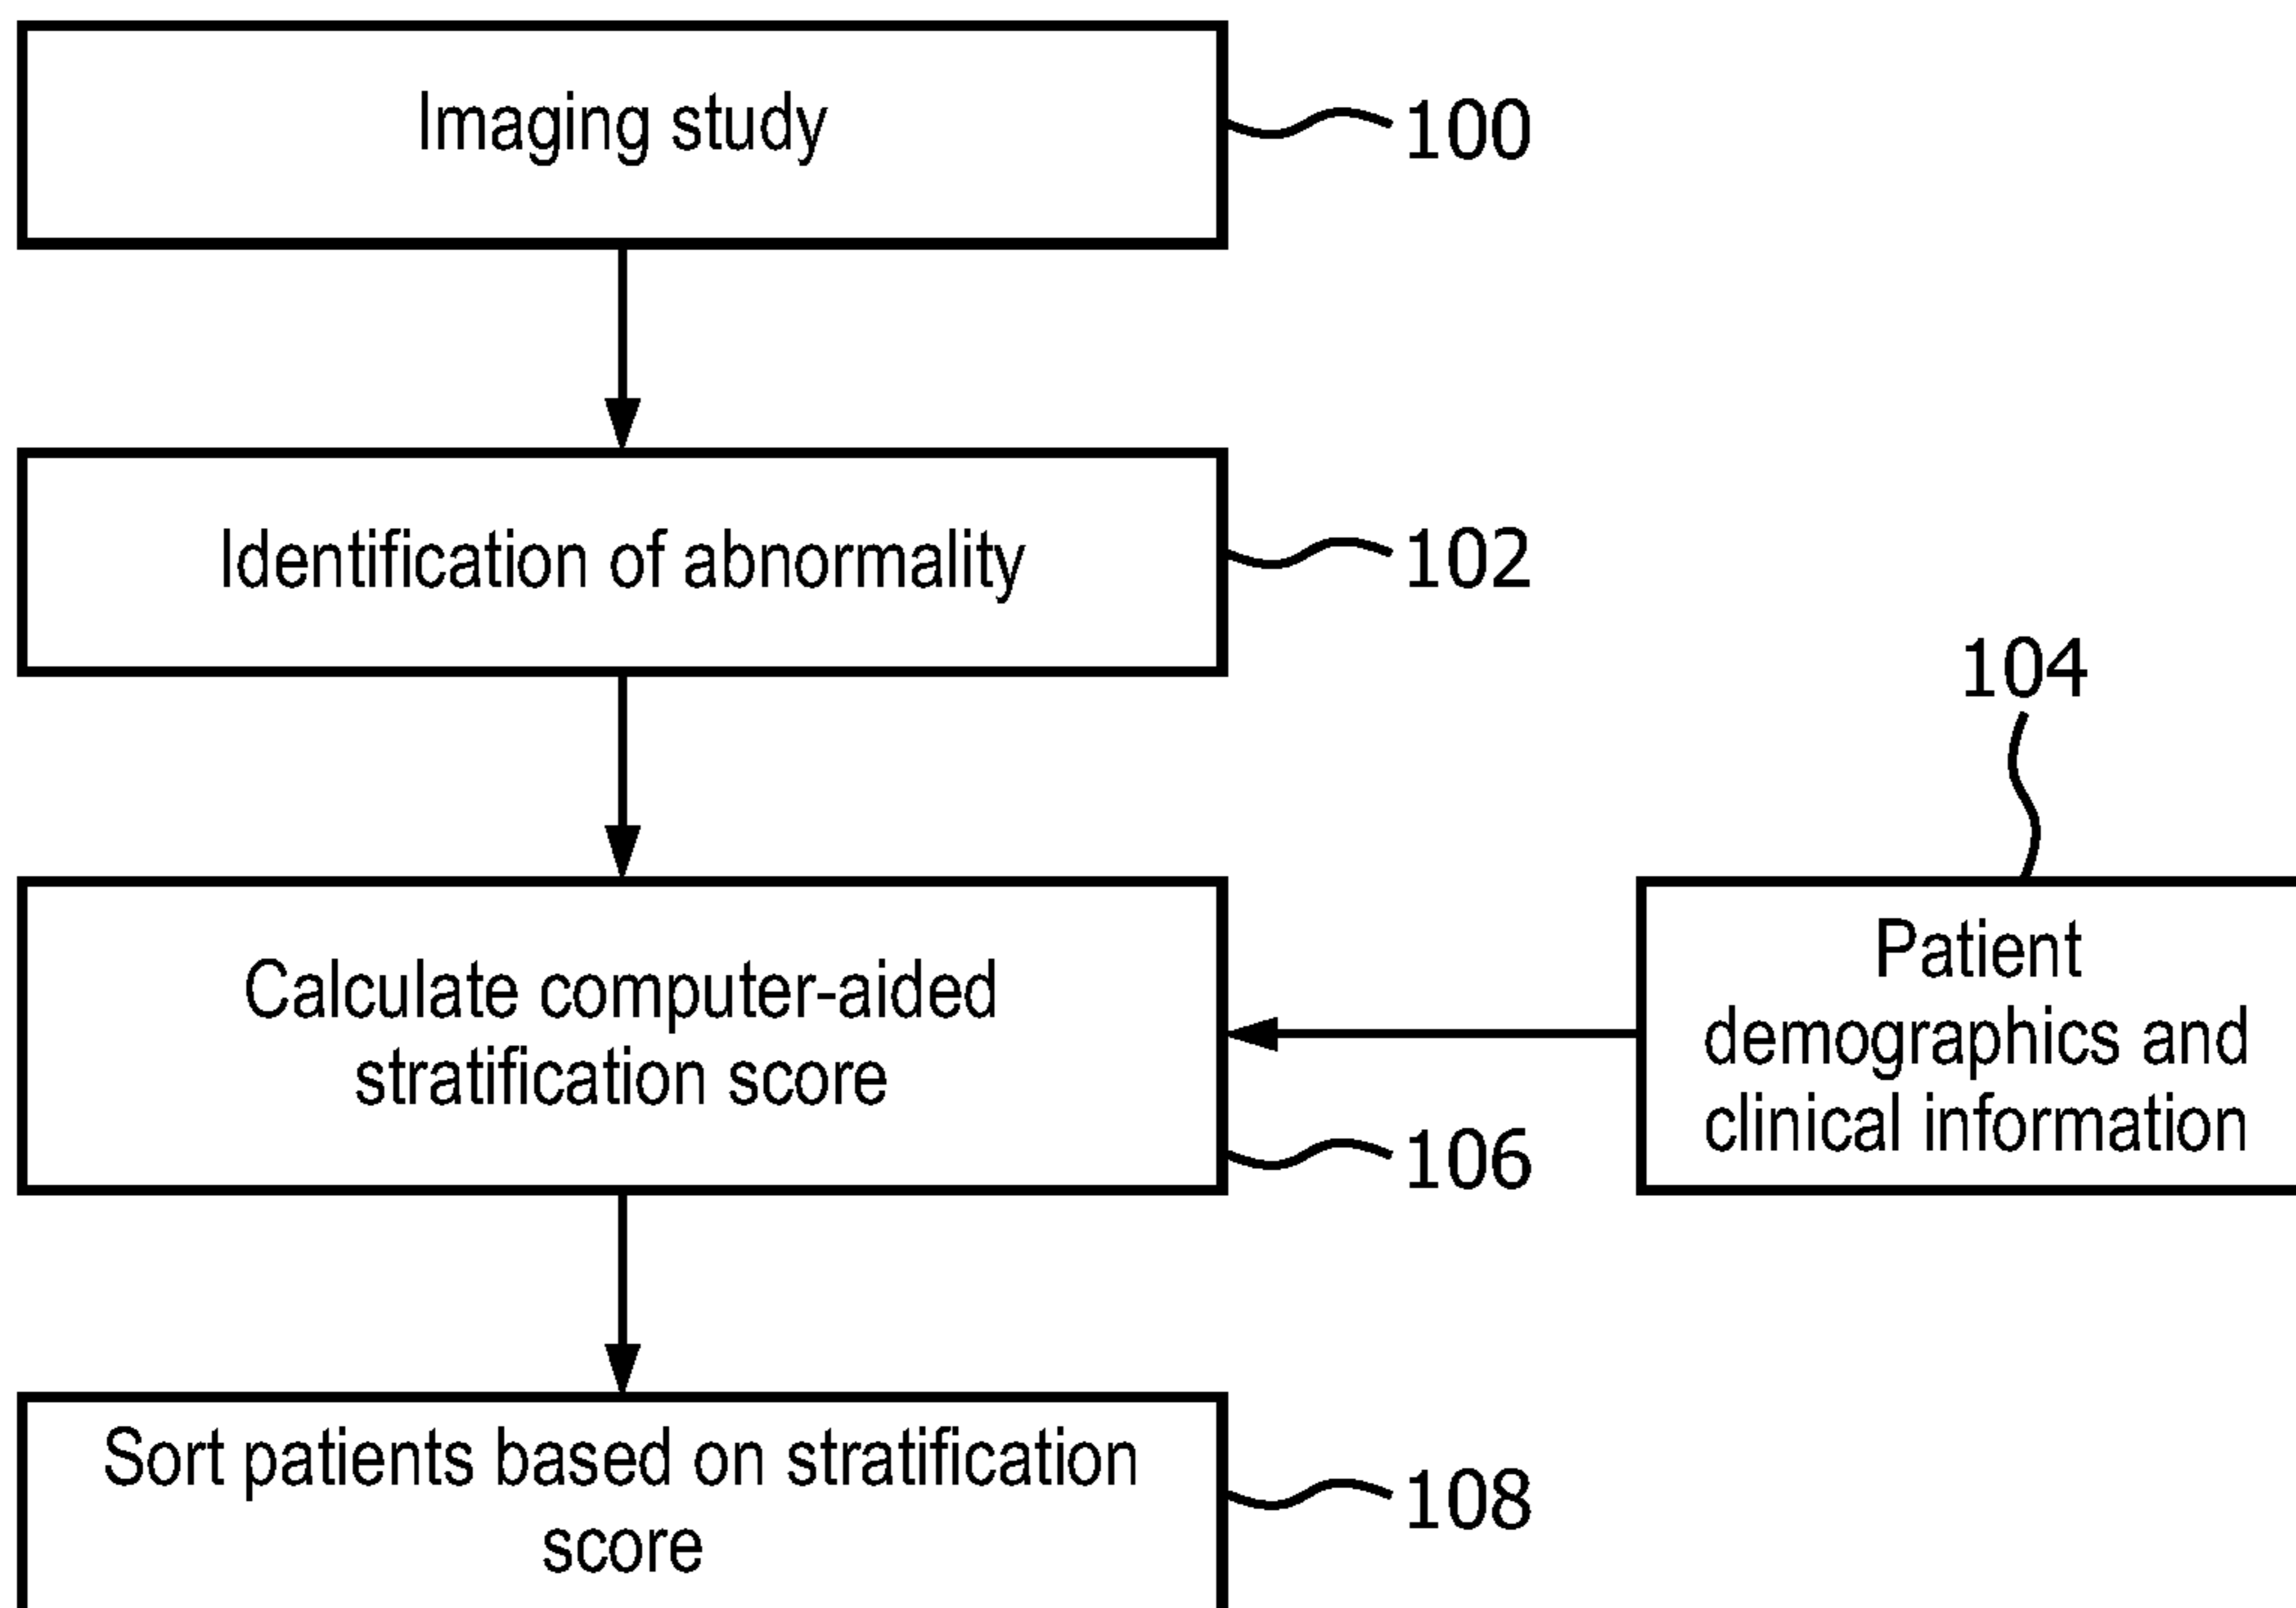 Imaging study
100
Identification of abnormality
102
104
Calculate computer-aided
stratification score
106
Patient
demographics and
clinical information
Sort patients based on stratification
score
108